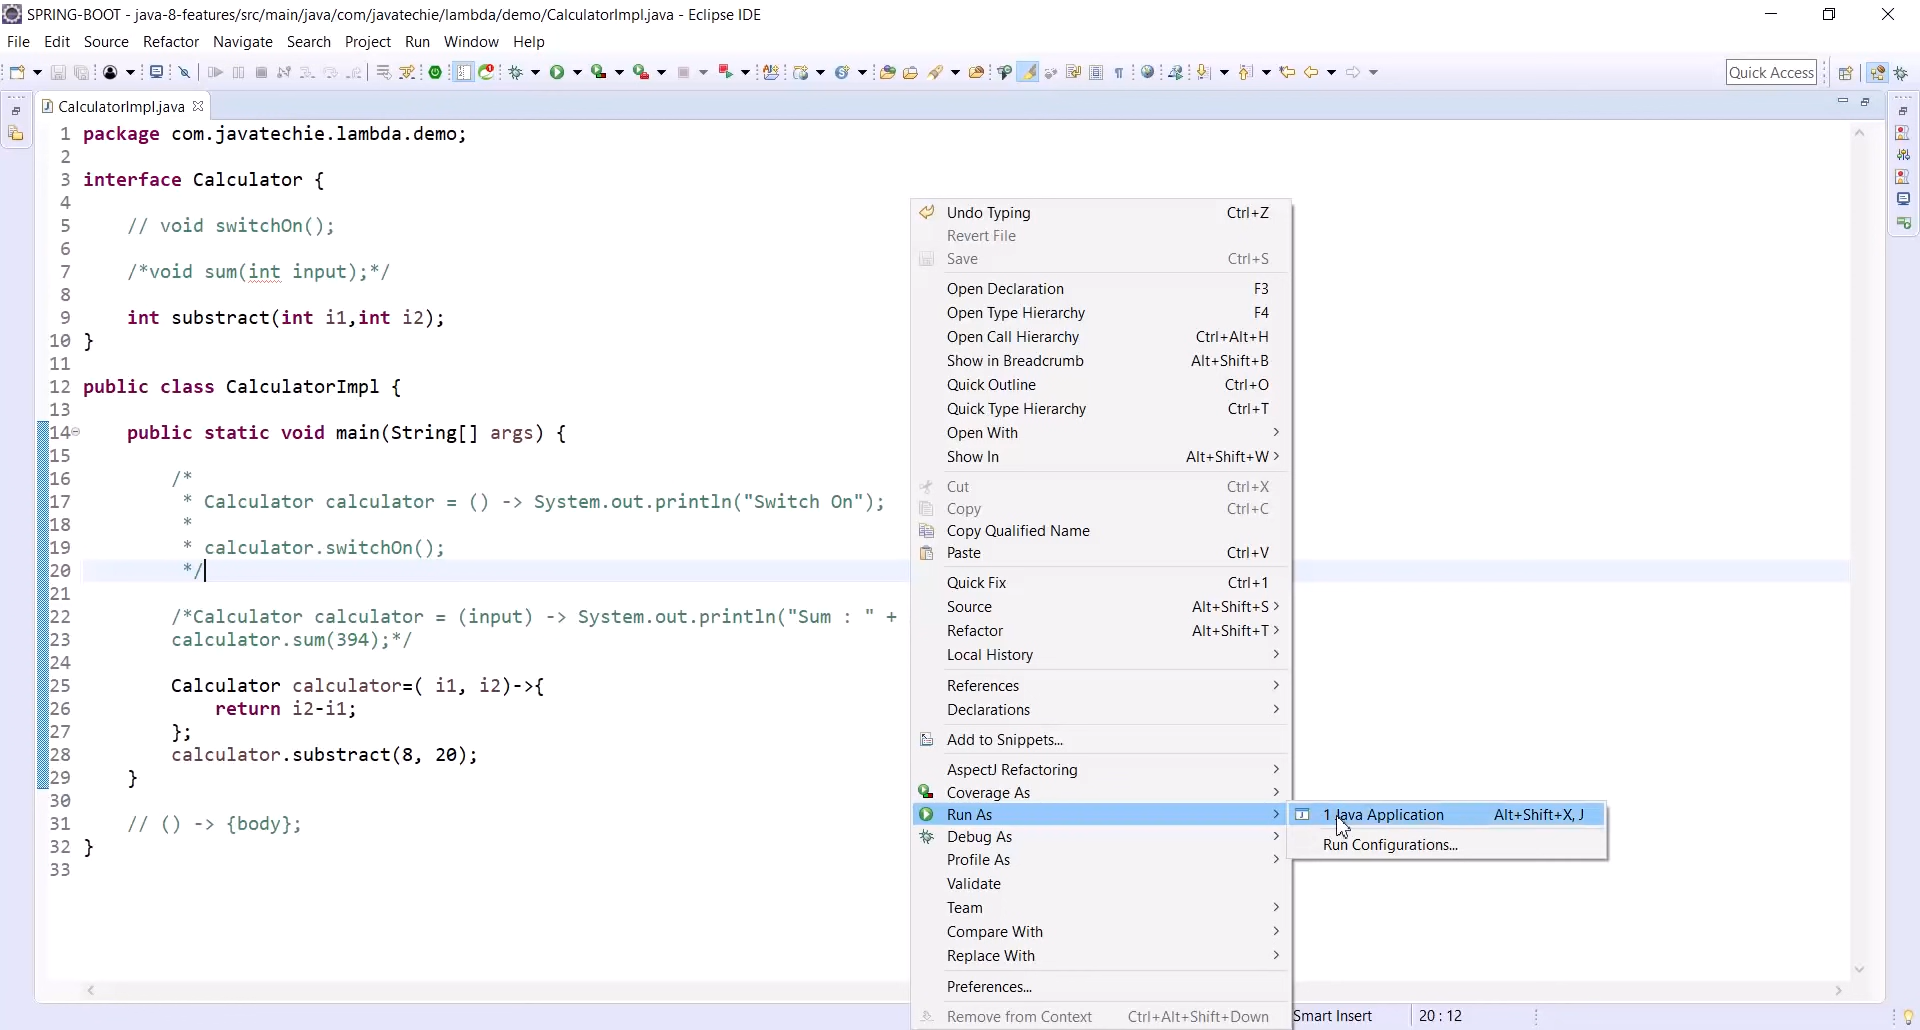 SPRING-BOOT - java-8-features/src/main/java/com/javatechie/lambda/demo/CalculatorImpl.java - Eclipse IDE
File Edit Source Refactor Navigate Search Project Run Window Help
Quick Access
CalculatorImpl.java
1 package com.javatechie.lambda.demo;
2
3 interface Calculator {
4
5 // void switchOn();
6
7 /*void sum(int input);*/
8
9 int substract(int i1,int i2);
10 }
11
12 public class CalculatorImpl {
13
14 public static void main(String[] args) {
15
16 /*
17 * Calculator calculator = () -> System.out.println("Switch On");
18 *
19 * calculator.switchOn();
20 */
21
22 /*Calculator calculator = (input) -> System.out.println("Sum : " +
23 calculator.sum(394);*/
24
25 Calculator calculator=( i1, i2)->{
26 return i2-i1;
27 };
28 calculator.substract(8, 20);
29 }
30
31 // () -> {body};
32 }
33
Undo Typing Ctrl+Z
Revert File
Save Ctrl+S
Open Declaration F3
Open Type Hierarchy F4
Open Call Hierarchy Ctrl+Alt+H
Show in Breadcrumb Alt+Shift+B
Quick Outline Ctrl+O
Quick Type Hierarchy Ctrl+T
Open With >
Show In Alt+Shift+W >
Cut Ctrl+X
Copy Ctrl+C
Copy Qualified Name
Paste Ctrl+V
Quick Fix Ctrl+1
Source Alt+Shift+S >
Refactor Alt+Shift+T >
Local History >
References >
Declarations >
Add to Snippets...
AspectJ Refactoring >
Coverage As >
Run As >
Debug As >
Profile As >
Validate
Team >
Compare With >
Replace With >
Preferences...
Remove from Context Ctrl+Alt+Shift+Down
1 Java Application Alt+Shift+X, J
Run Configurations...
Smart Insert 20 : 12